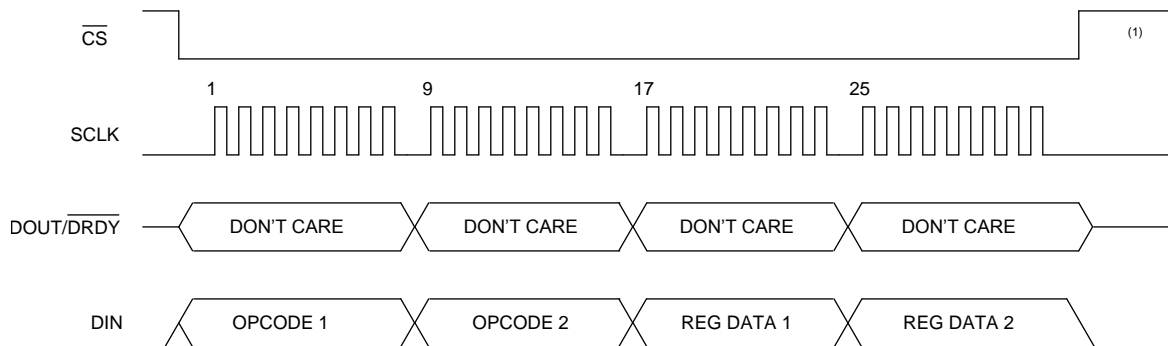 CS
(1)
1 9 17 25
SCLK
DOUT/DRDY DON'T CARE DON'T CARE DON'T CARE DON'T CARE
DIN OPCODE 1 OPCODE 2 REG DATA 1 REG DATA 2